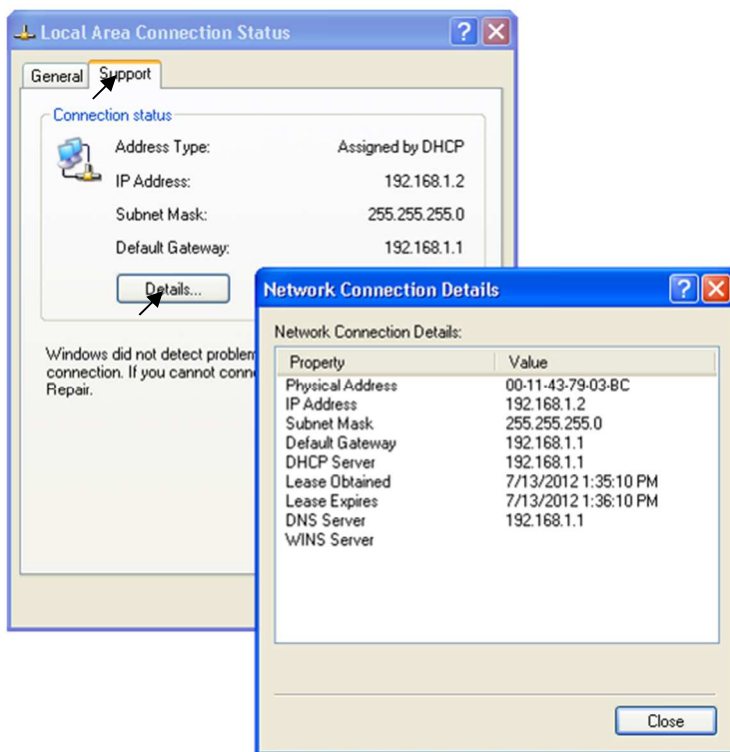 Local Area Connection Status
General Support
Connection status
Address Type: Assigned by DHCP
IP Address: 192.168.1.2
Subnet Mask: 255.255.255.0
Default Gateway: 192.168.1.1
Details...
Windows did not detect problem
connection. If you cannot conne
Repair.
Network Connection Details
Network Connection Details:
Property Value
Physical Address 00-11-43-79-03-BC
IP Address 192.168.1.2
Subnet Mask 255.255.255.0
Default Gateway 192.168.1.1
DHCP Server 192.168.1.1
Lease Obtained 7/13/2012 1:35:10 PM
Lease Expires 7/13/2012 1:36:10 PM
DNS Server 192.168.1.1
WINS Server
Close